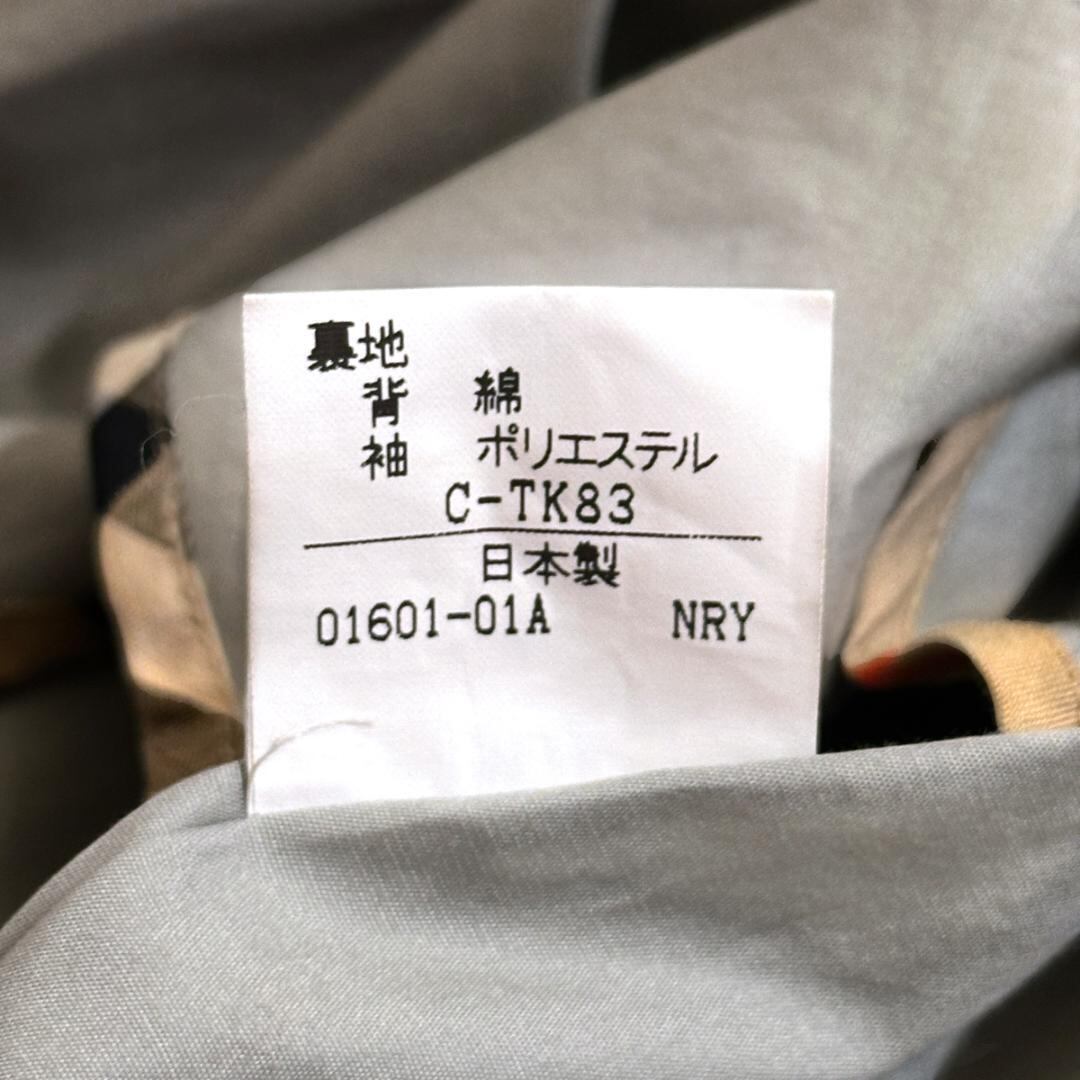 裏地
背 綿
袖 ポリエステル
C-TK83
日本製
01601-01A NRY